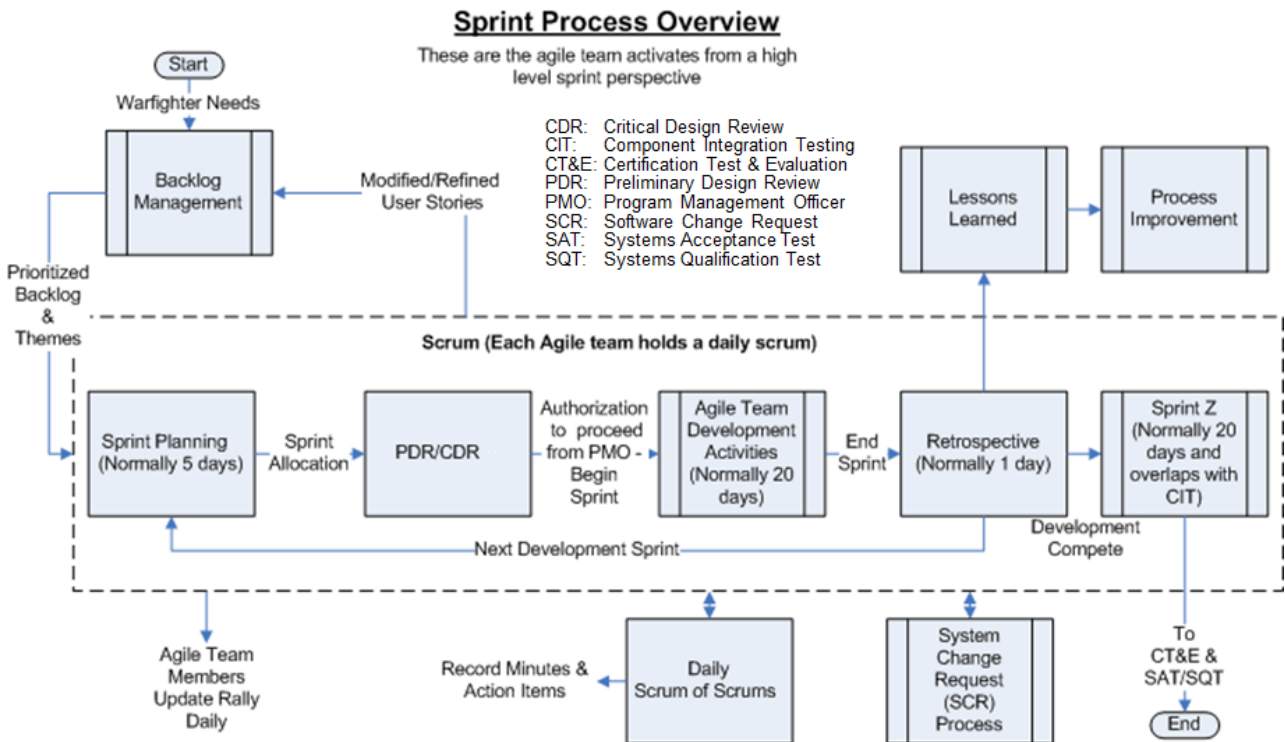 Sprint Process Overview
These are the agile team activates from a high
level sprint perspective
Start
Warfighter Needs
Backlog
Management
Modified/Refined
User Stories
CDR: Critical Design Review
CIT: Component Integration Testing
CT&E: Certification Test & Evaluation
PDR: Preliminary Design Review
PMO: Program Management Officer
SCR: Software Change Request
SAT: Systems Acceptance Test
SQT: Systems Qualification Test
Lessons
Learned
Process
Improvement
Prioritized
Backlog
&
Themes
Scrum (Each Agile team holds a daily scrum)
Sprint Planning
(Normally 5 days)
Sprint
Allocation
PDR/CDR
Authorization
to proceed
from PMO -
Begin
Sprint
Agile Team
Development
Activities
(Normally 20
days)
End
Sprint
Retrospective
(Normally 1 day)
Sprint Z
(Normally 20
days and
overlaps with
CIT)
Next Development Sprint
Development
Compete
Agile Team
Members
Update Rally
Daily
Record Minutes &
Action Items
Daily
Scrum of Scrums
System
Change
Request
(SCR)
Process
To
CT&E &
SAT/SQT
End